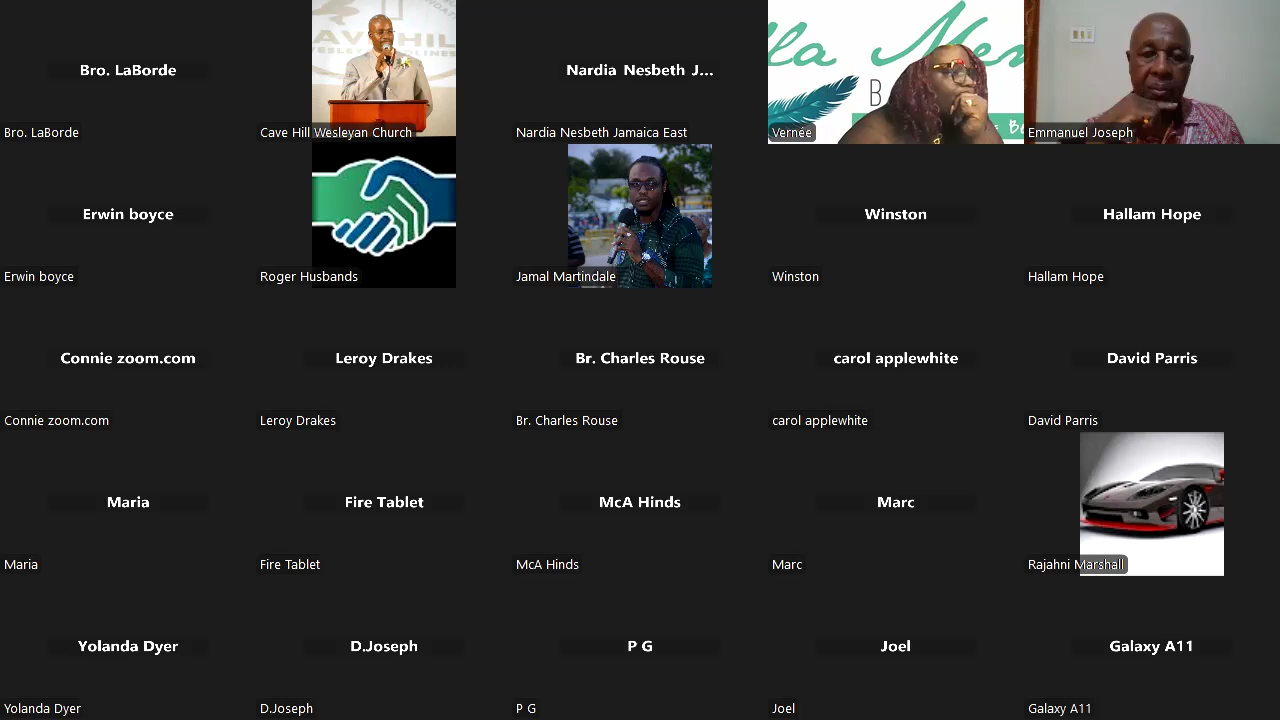 Bro. LaBorde
Nardia Nesbeth J...
Bro. LaBorde
Cave Hill Wesleyan Church
Nardia Nesbeth Jamaica East
Vernée
Emmanuel Joseph
Erwin boyce
Winston
Hallam Hope
Erwin boyce
Roger Husbands
Jamal Martindale
Winston
Hallam Hope
Connie zoom.com
Leroy Drakes
Br. Charles Rouse
carol applewhite
David Parris
Connie zoom.com
Leroy Drakes
Br. Charles Rouse
carol applewhite
David Parris
Maria
Fire Tablet
McA Hinds
Marc
Maria
Fire Tablet
McA Hinds
Marc
Rajahni Marshall
Yolanda Dyer
D.Joseph
P G
Joel
Galaxy A11
Yolanda Dyer
D.Joseph
P G
Joel
Galaxy A11